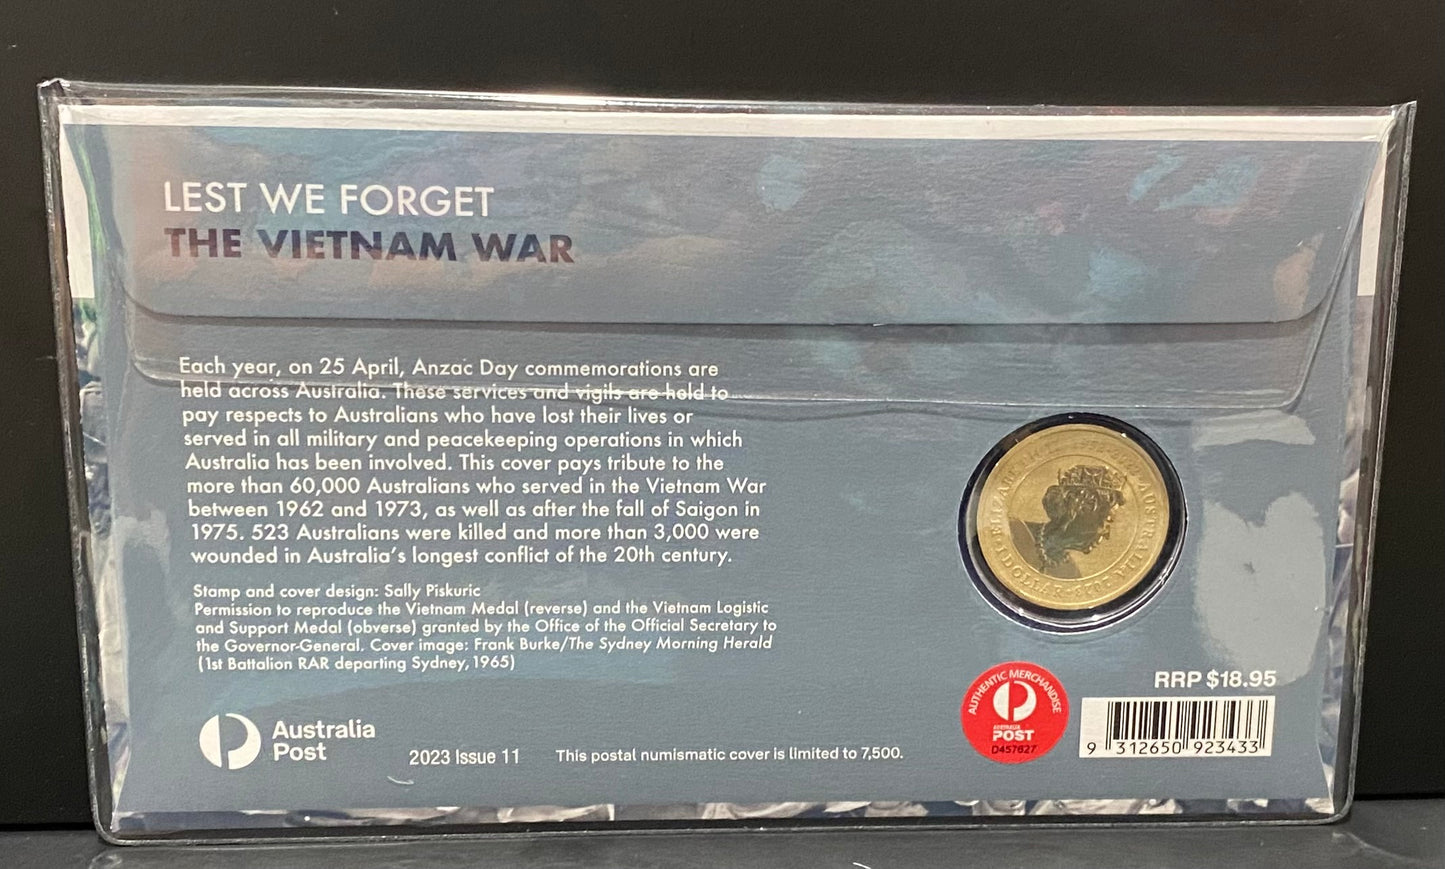 LEST WE FORGET
THE VIETNAM WAR
Each year, on 25 April, Anzac Day commemorations are
held across Australia. These services and vigils are held to
pay respects to Australians who have lost their lives or
served in all military and peacekeeping operations in which
Australia has been involved. This cover pays tribute to the
more than 60,000 Australians who served in the Vietnam War
between 1962 and 1973, as well as after the fall of Saigon in
1975. 523 Australians were killed and more than 3,000 were
wounded in Australia's longest conflict of the 20th century.
Stamp and cover design: Sally Piskuric
Permission to reproduce the Vietnam Medal (reverse) and the Vietnam Logistic
and Support Medal (obverse) granted by the Office of the Official Secretary to
the Governor-General. Cover image: Frank Burke/The Sydney Morning Herald
(1st Battalion RAR departing Sydney, 1965)
Australia
Post
2023 Issue 11
This postal numismatic cover is limited to 7,500.
AUSTRALIA
1 DOLLAR 2023
AUTHENTIC MERCHANDISE
AUSTRALIA
POST
D457627
RRP $18.95
9 312650 923433